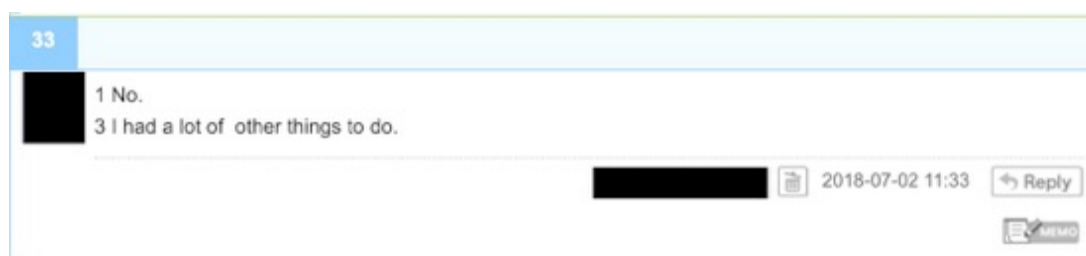 33
1 No.
3 I had a lot of  other things to do.
2018-07-02 11:33 Reply
MEMO